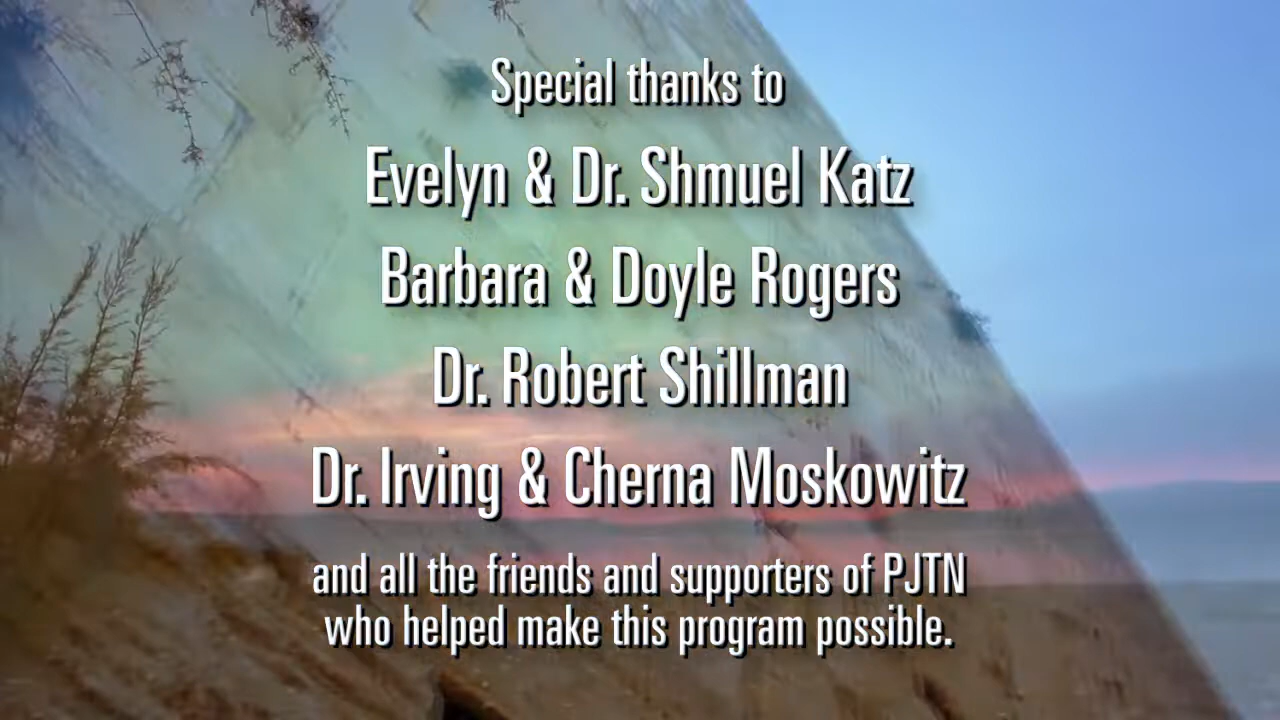 Special thanks to
Evelyn & Dr. Shmuel Katz
Barbara & Doyle Rogers
Dr. Robert Shillman
Dr. Irving & Cherna Moskowitz
and all the friends and supporters of PJTN
who helped make this program possible.